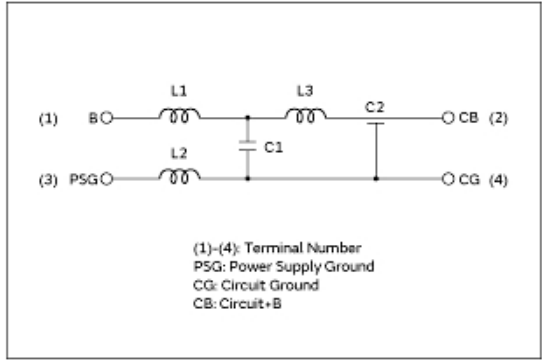 L1
L3
C2
(1) B
CB (2)
C1
L2
(3) PSG
CG (4)
(1)-(4): Terminal Number
PSG: Power Supply Ground
CG: Circuit Ground
CB: Circuit+B